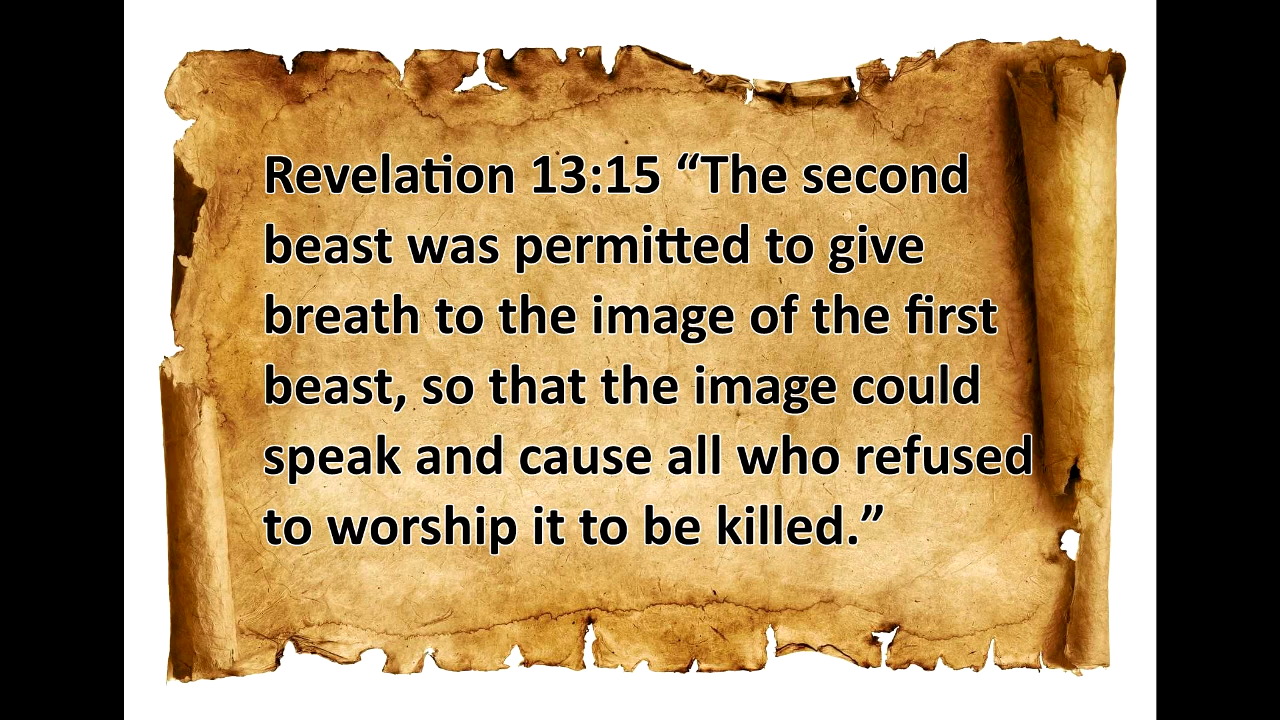 Revelation 13:15 “The second
beast was permitted to give
breath to the image of the first
beast, so that the image could
speak and cause all who refused
to worship it to be killed.”